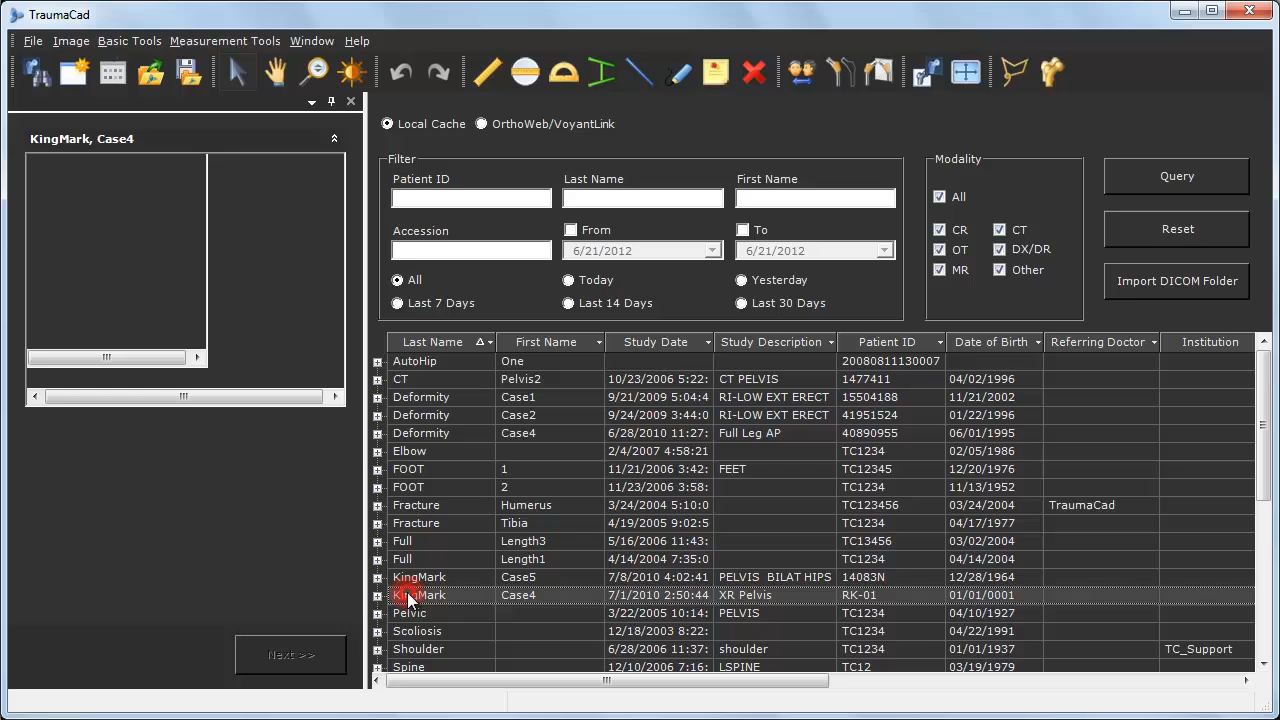 TraumaCad
File Image Basic Tools Measurement Tools Window Help
KingMark, Case4
Next >>
Local Cache OrthoWeb/VoyantLink
Filter
Patient ID Last Name First Name
Accession From To
6/21/2012 6/21/2012
All Today Yesterday
Last 7 Days Last 14 Days Last 30 Days
Modality
All
CR CT
OT DX/DR
MR Other
Query
Reset
Import DICOM Folder
Last Name First Name Study Date Study Description Patient ID Date of Birth Referring Doctor Institution
AutoHip One 20080811130007
CT Pelvis2 10/23/2006 5:22: CT PELVIS 1477411 04/02/1996
Deformity Case1 9/21/2009 5:04:4 RI-LOW EXT ERECT 15504188 11/21/2002
Deformity Case2 9/24/2009 3:44:0 RI-LOW EXT ERECT 41951524 01/22/1996
Deformity Case4 6/28/2010 11:27: Full Leg AP 40890955 06/01/1995
Elbow 2/4/2007 4:58:21 TC1234 02/05/1986
FOOT 1 11/21/2006 3:42: FEET TC12345 12/20/1976
FOOT 2 11/23/2006 3:58: TC1234 11/13/1952
Fracture Humerus 3/24/2004 5:10:0 TC123456 03/24/2004 TraumaCad
Fracture Tibia 4/19/2005 9:02:5 TC1234 04/17/1977
Full Length3 5/16/2006 11:43: TC13456 03/02/2004
Full Length1 4/14/2004 7:35:0 TC1234 04/14/2004
KingMark Case5 7/8/2010 4:02:41 PELVIS BILAT HIPS 14083N 12/28/1964
KingMark Case4 7/1/2010 2:50:44 XR Pelvis RK-01 01/01/0001
Pelvic 3/22/2005 10:14: PELVIS TC1234 04/10/1927
Scoliosis 12/18/2003 8:22: TC1234 04/22/1991
Shoulder 6/28/2006 11:37: shoulder TC1234 01/01/1937 TC_Support
Spine 12/10/2006 7:16: LSPINE TC12 03/19/1979